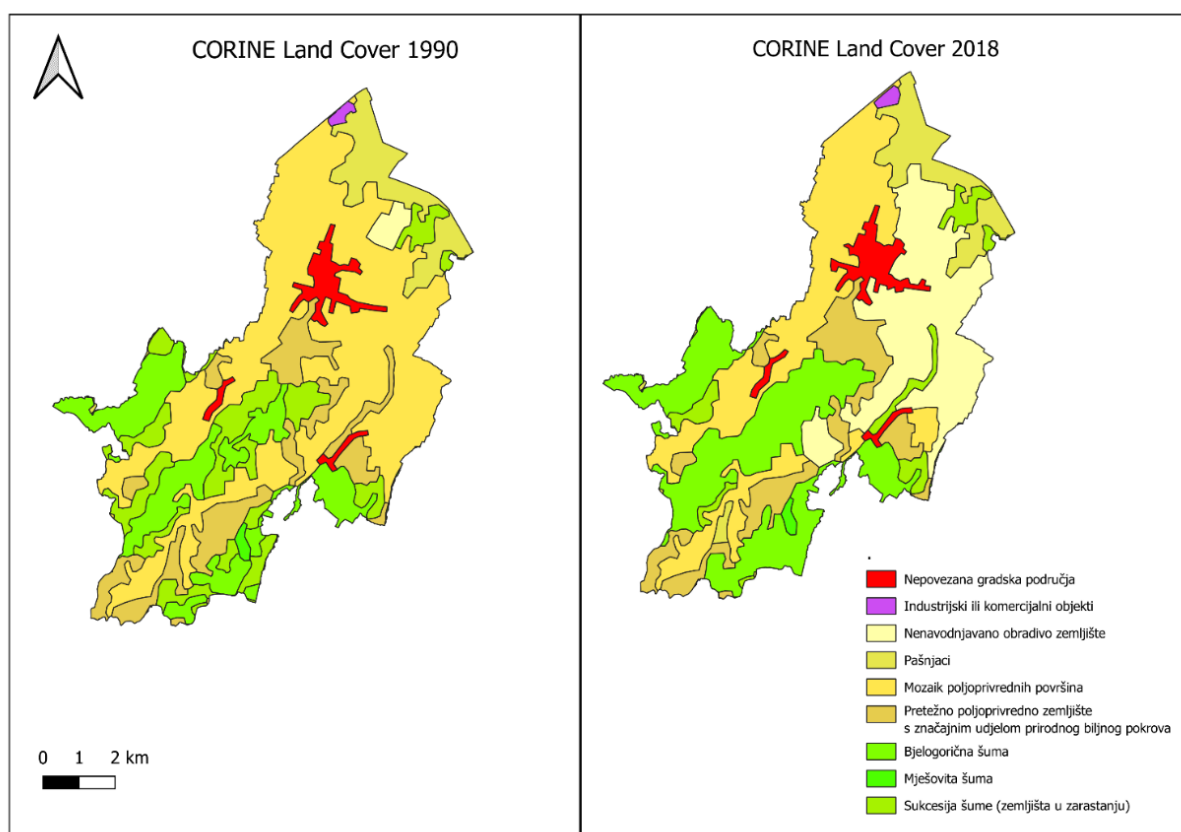 CORINE Land Cover 1990
CORINE Land Cover 2018
Nepovezana gradska područja
Industrijski ili komercijalni objekti
Nenavodnjavano obradivo zemljište
Pašnjaci
Mozaik poljoprivrednih površina
Pretežno poljoprivredno zemljište
s značajnim udjelom prirodnog biljnog pokrova
Bjelogorična šuma
Mješovita šuma
Sukcesija šume (zemljišta u zarastanju)
0 1 2 km